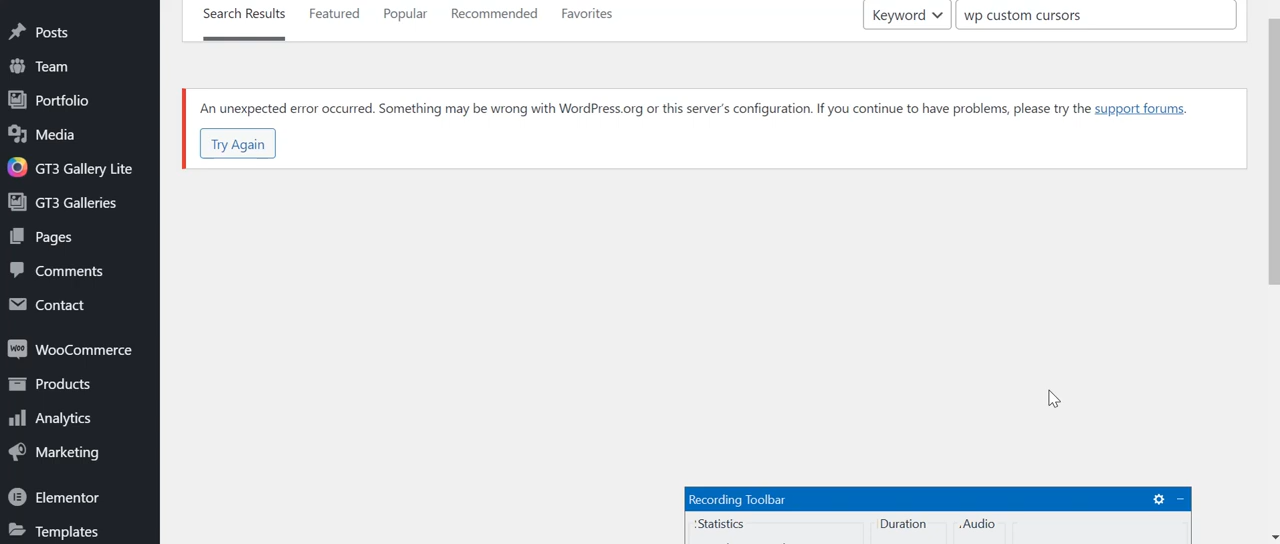 Search Results Featured Popular Recommended Favorites Keyword wp custom cursors
Posts
Team
An unexpected error occurred. Something may be wrong with WordPress.org or this server's configuration. If you continue to have problems, please try the support forums.
Try Again
Portfolio
Media
GT3 Gallery Lite
GT3 Galleries
Pages
Comments
Contact
WooCommerce
Products
Analytics
Marketing
Elementor
Templates
Recording Toolbar
Statistics Duration Audio